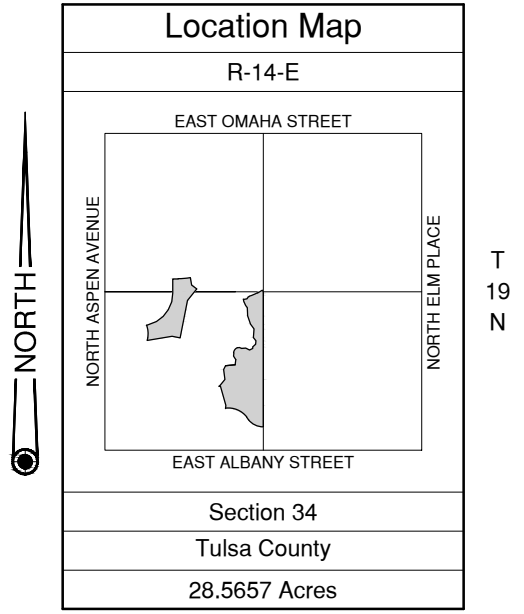 Location Map
R-14-E
EAST OMAHA STREET
NORTH ASPEN AVENUE
NORTH ELM PLACE
NORTH
T
19
N
EAST ALBANY STREET
Section 34
Tulsa County
28.5657 Acres